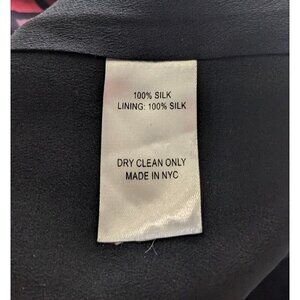 100% SILK
LINING: 100% SILK
DRY CLEAN ONLY
MADE IN NYC